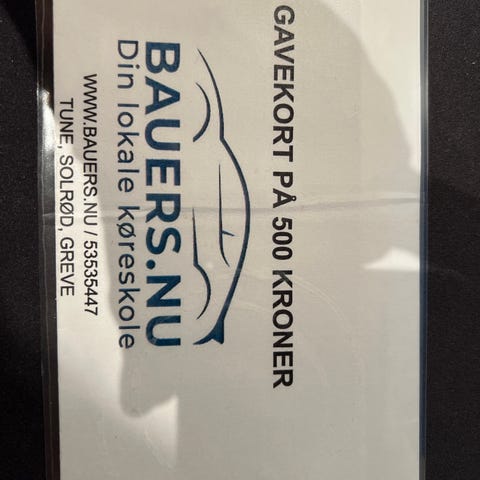 GAVEKORT PÅ 500 KRONER
BAUERS.NU
Din lokale køreskole
WWW.BAUERS.NU / 53535447
TUNE, SOLRØD, GREVE